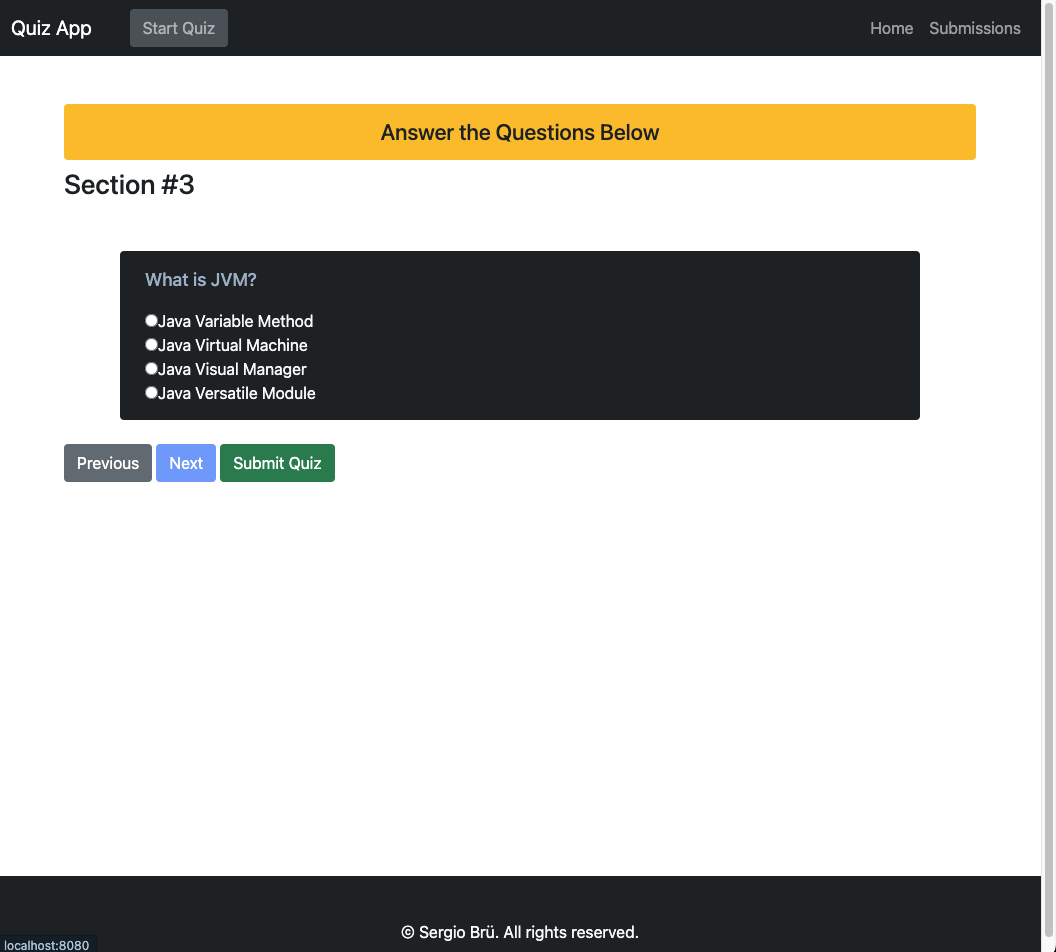 Quiz App Start Quiz Home Submissions
Answer the Questions Below
Section #3
What is JVM?
Java Variable Method
Java Virtual Machine
Java Visual Manager
Java Versatile Module
Previous Next Submit Quiz
© Sergio Brü. All rights reserved.
localhost:8080